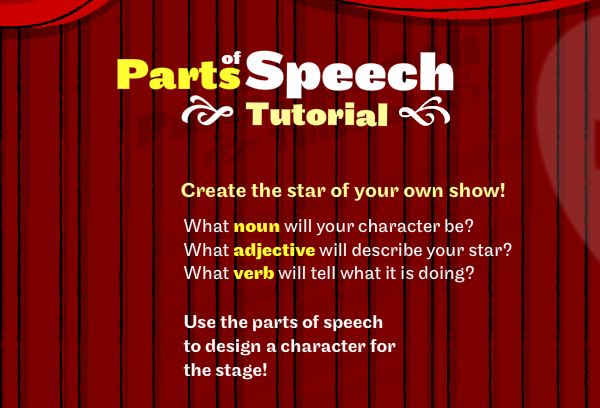 Parts of Speech
Tutorial
Create the star of your own show!
What noun will your character be?
What adjective will describe your star?
What verb will tell what it is doing?
Use the parts of speech
to design a character for
the stage!